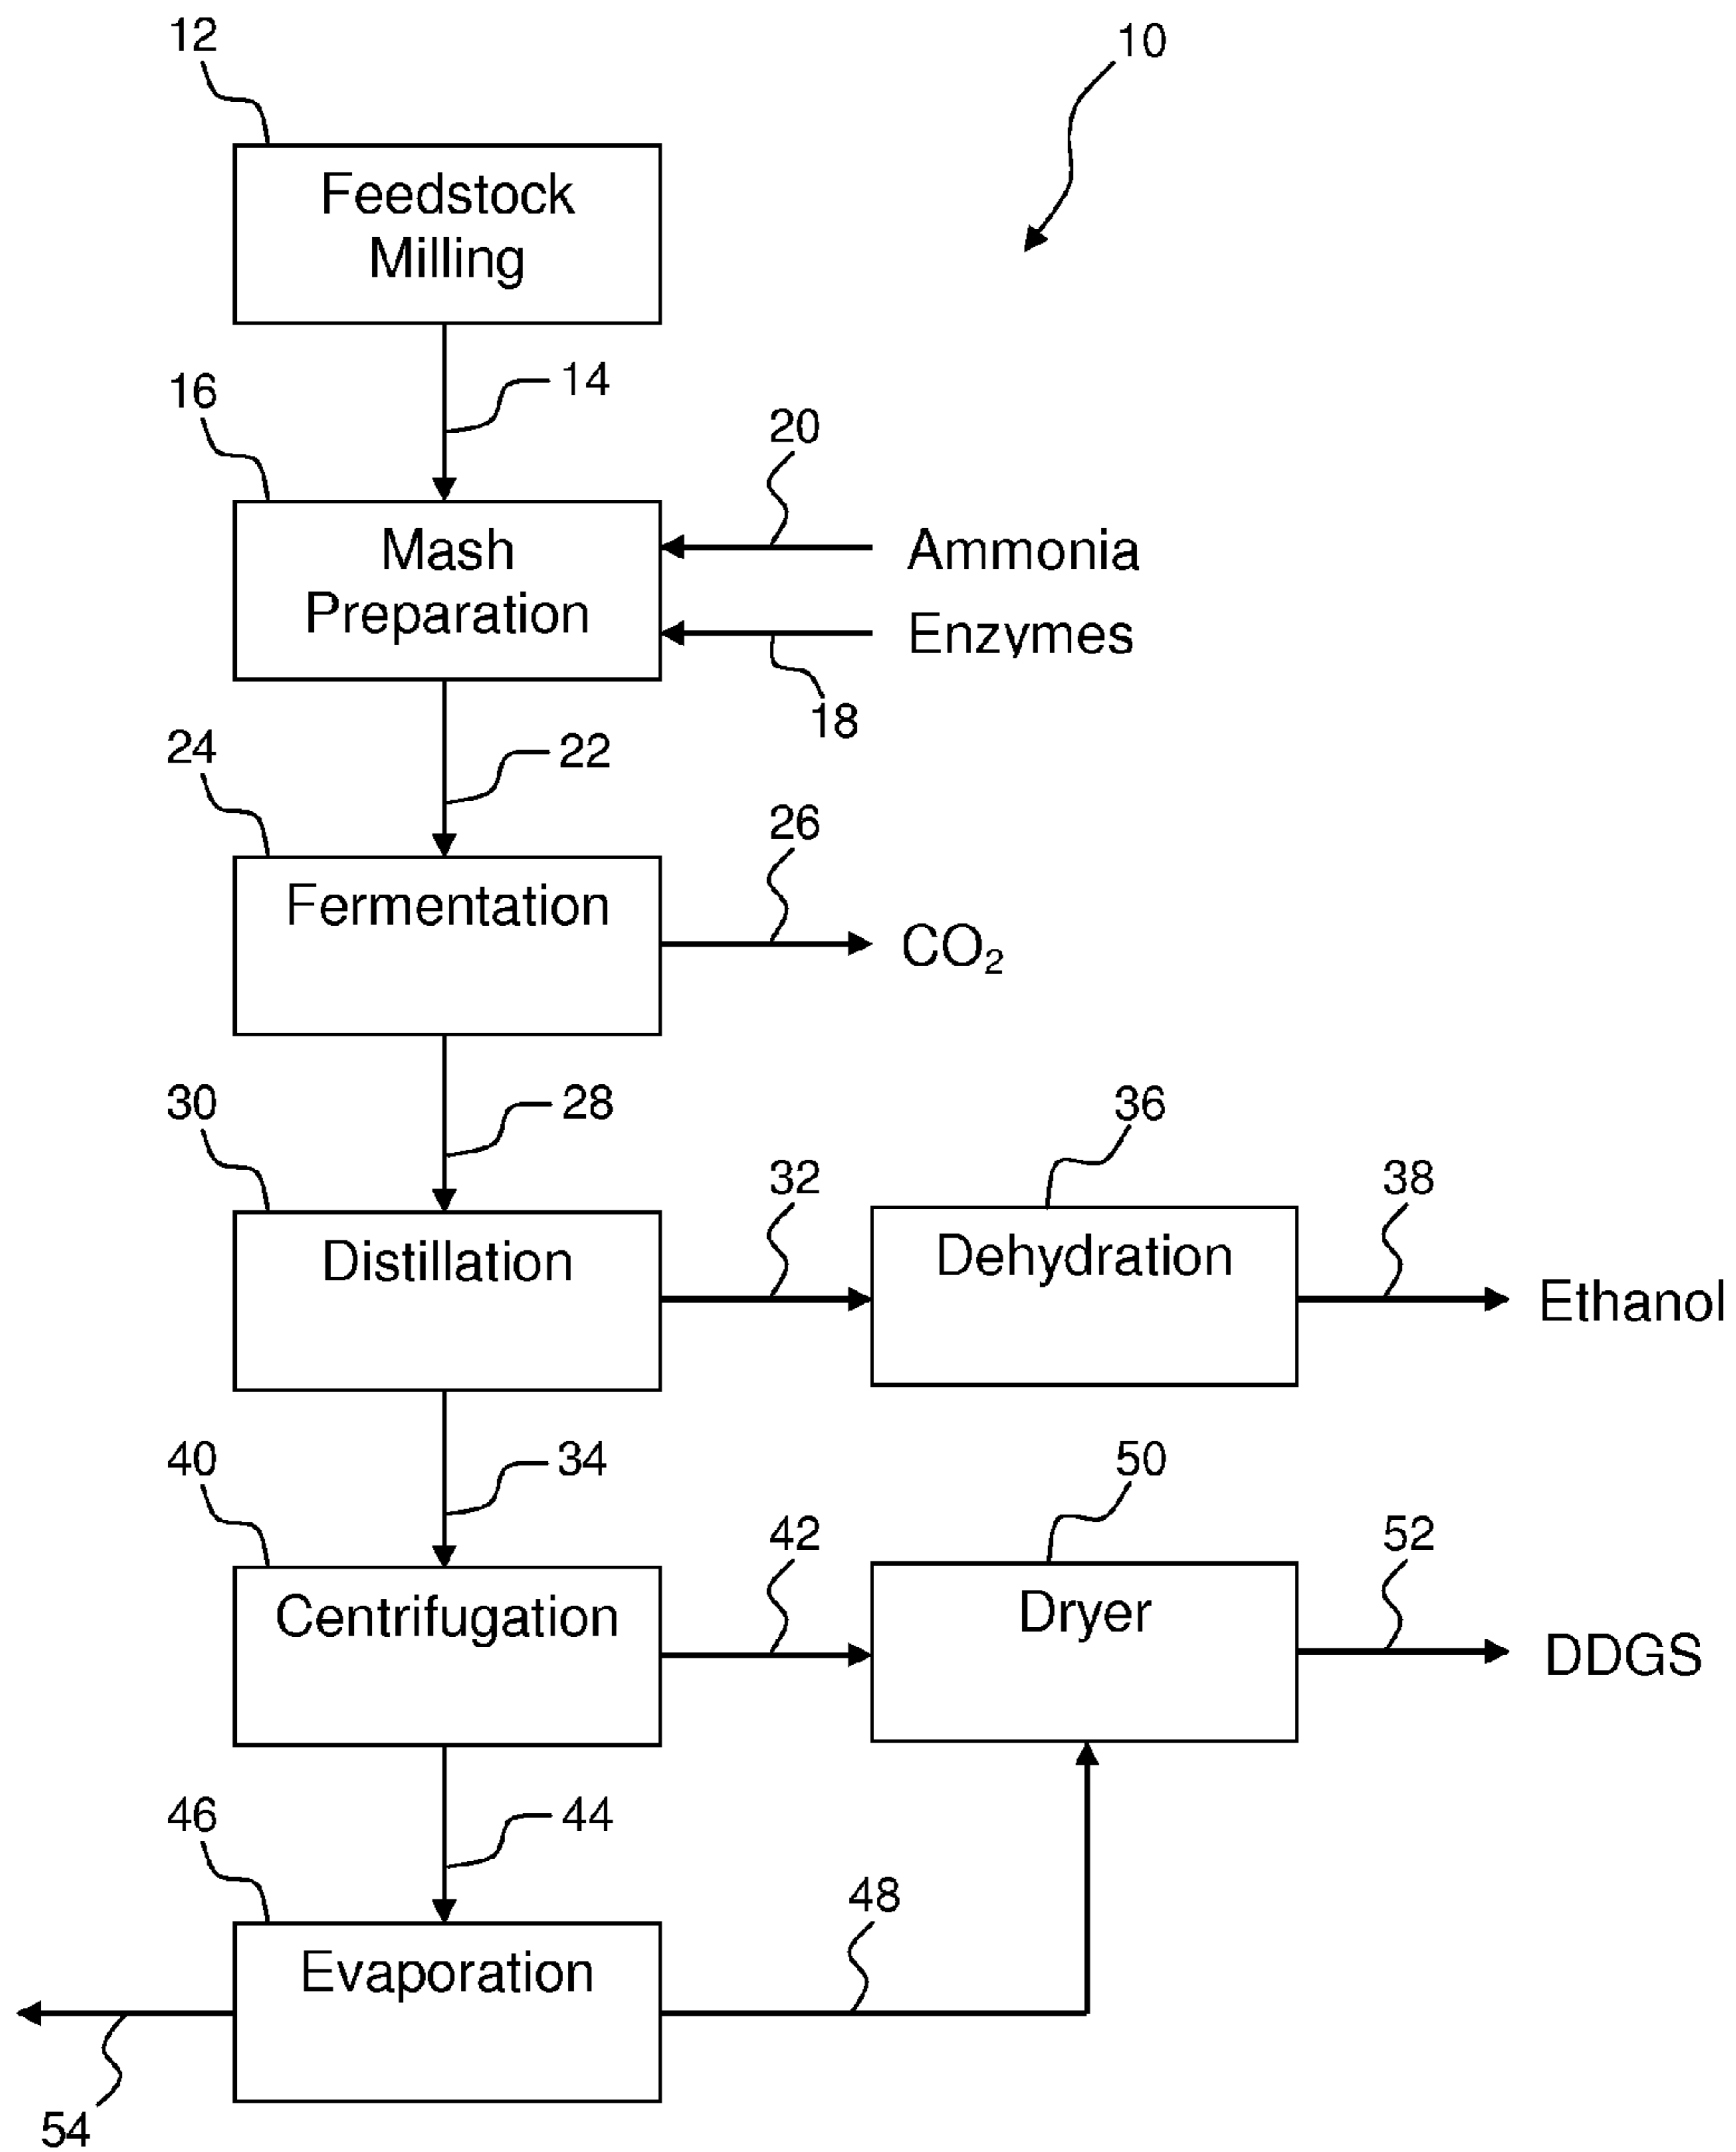 12
10
Feedstock
Milling
14
16
20
Mash
Preparation
Ammonia
Enzymes
18
22
24
26
Fermentation
CO₂
28
30
32
36
38
Distillation
Dehydration
Ethanol
34
40
42
50
52
Centrifugation
Dryer
DDGS
44
46
48
Evaporation
54